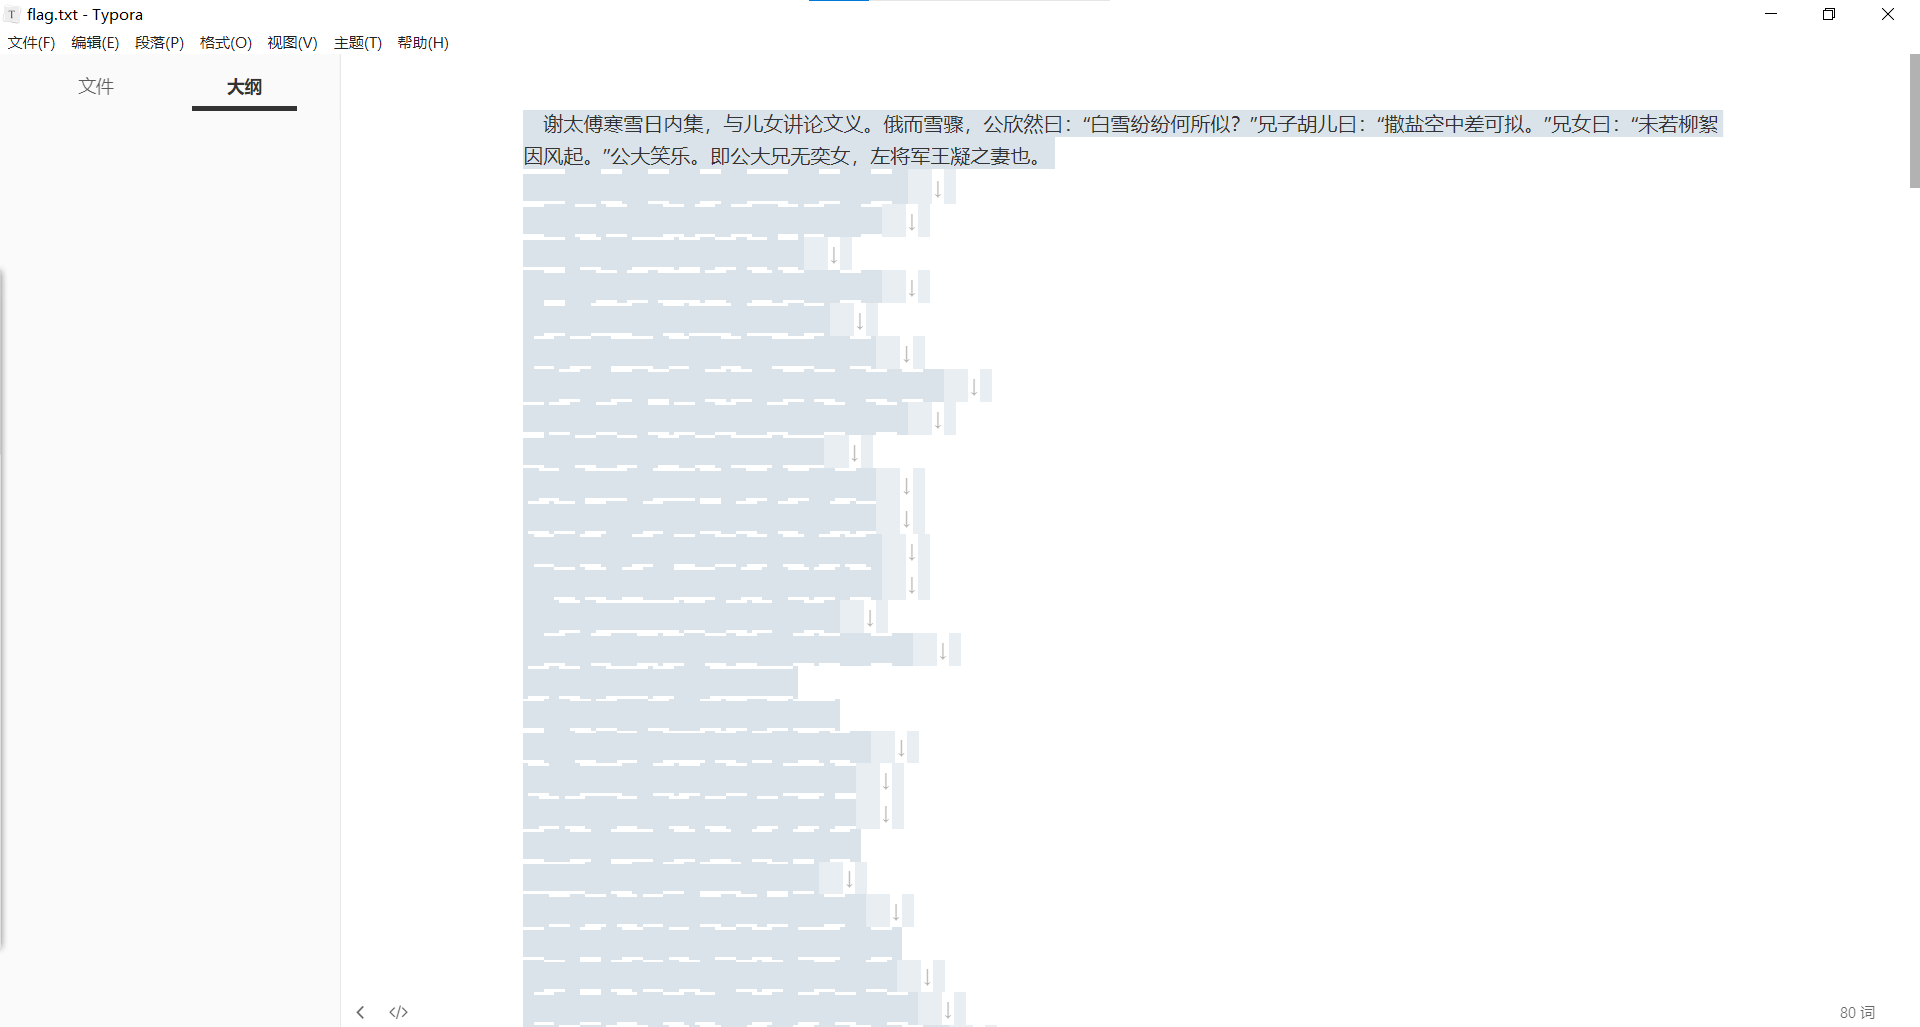 flag.txt - Typora
文件(F) 编辑(E) 段落(P) 格式(O) 视图(V) 主题(T) 帮助(H)
文件 大纲
谢太傅寒雪日内集，与儿女讲论文义。俄而雪骤，公欣然曰：“白雪纷纷何所似？”兄子胡儿曰：“撒盐空中差可拟。”兄女曰：“未若柳絮
因风起。”公大笑乐。即公大兄无奕女，左将军王凝之妻也。
80 词